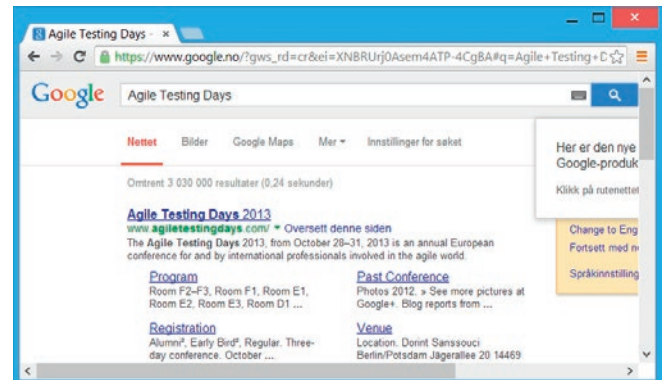 Agile Testing Days -
https://www.google.no/?gws_rd=cr&ei=XNBRUrj0Asem4ATP-4CgBA#q=Agile+Testing+D
Google
Agile Testing Days
Nettet Bilder Google Maps Mer Innstillinger for søket
Omtrent 3 030 000 resultater (0,24 sekunder)
Agile Testing Days 2013
www.agiletestingdays.com/ Oversett denne siden
The Agile Testing Days 2013, from October 28–31, 2013 is an annual European
conference for and by international professionals involved in the agile world.
Program
Room F2–F3, Room F1, Room E1,
Room E2, Room E3, Room D1 ...
Past Conference
Photos 2012. » See more pictures at
Google+. Blog reports from ...
Registration
Alumni², Early Bird³, Regular. Three-
day conference. October ...
Venue
Location. Dorint Sanssouci
Berlin/Potsdam Jägerallee 20 14469
Her er den nye
Google-produk
Klikk på rutenettet
Change to Eng
Fortsett med n
Språkinnstilling